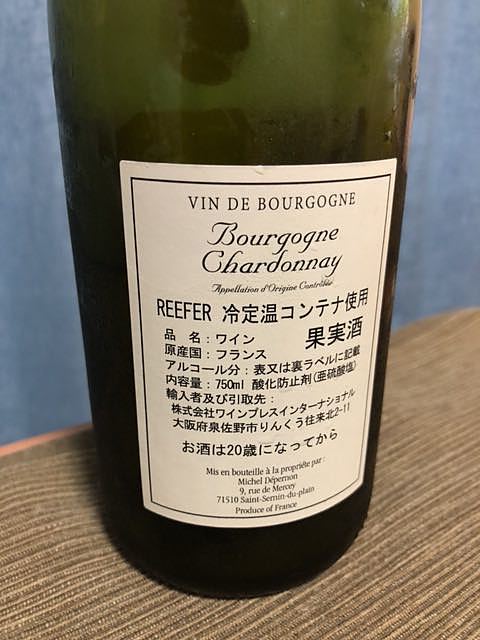 VIN DE BOURGOGNE
Bourgogne
Chardonnay
Appellation d'Origine Contrôlée
REEFER 冷定温コンテナ使用
品 名：ワイン
果実酒
原産国：フランス
アルコール分：表又は裏ラベルに記載
内容量：750ml 酸化防止剤(亜硫酸塩)
輸入者及び引取先：
株式会社ワインプレスインターナショナル
大阪府泉佐野市りんくう往来北2-11
お酒は20歳になってから
Mis en bouteille à la propriété par :
Michel Dépernon
9, rue de Mercey
71510 Saint-Sernin-du-plain
Produce of France